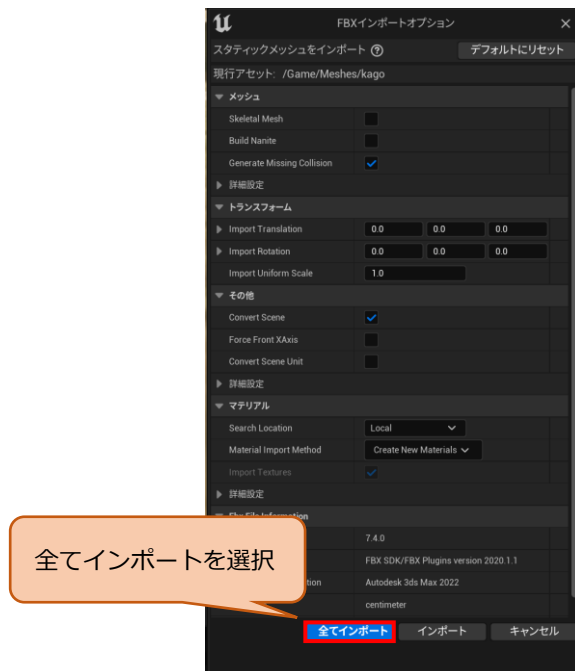 FBXインポートオプション
スタティックメッシュをインポート
デフォルトにリセット
現行アセット: /Game/Meshes/kago
メッシュ
Skeletal Mesh
Build Nanite
Generate Missing Collision
詳細設定
トランスフォーム
Import Translation 0.0 0.0 0.0
Import Rotation 0.0 0.0 0.0
Import Uniform Scale 1.0
その他
Convert Scene
Force Front XAxis
Convert Scene Unit
詳細設定
マテリアル
Search Location Local
Material Import Method Create New Materials
Import Textures
詳細設定
Fbx File Information
7.4.0
全てインポートを選択
FBX SDK/FBX Plugins version 2020.1.1
tion Autodesk 3ds Max 2022
centimeter
全てインポート インポート キャンセル